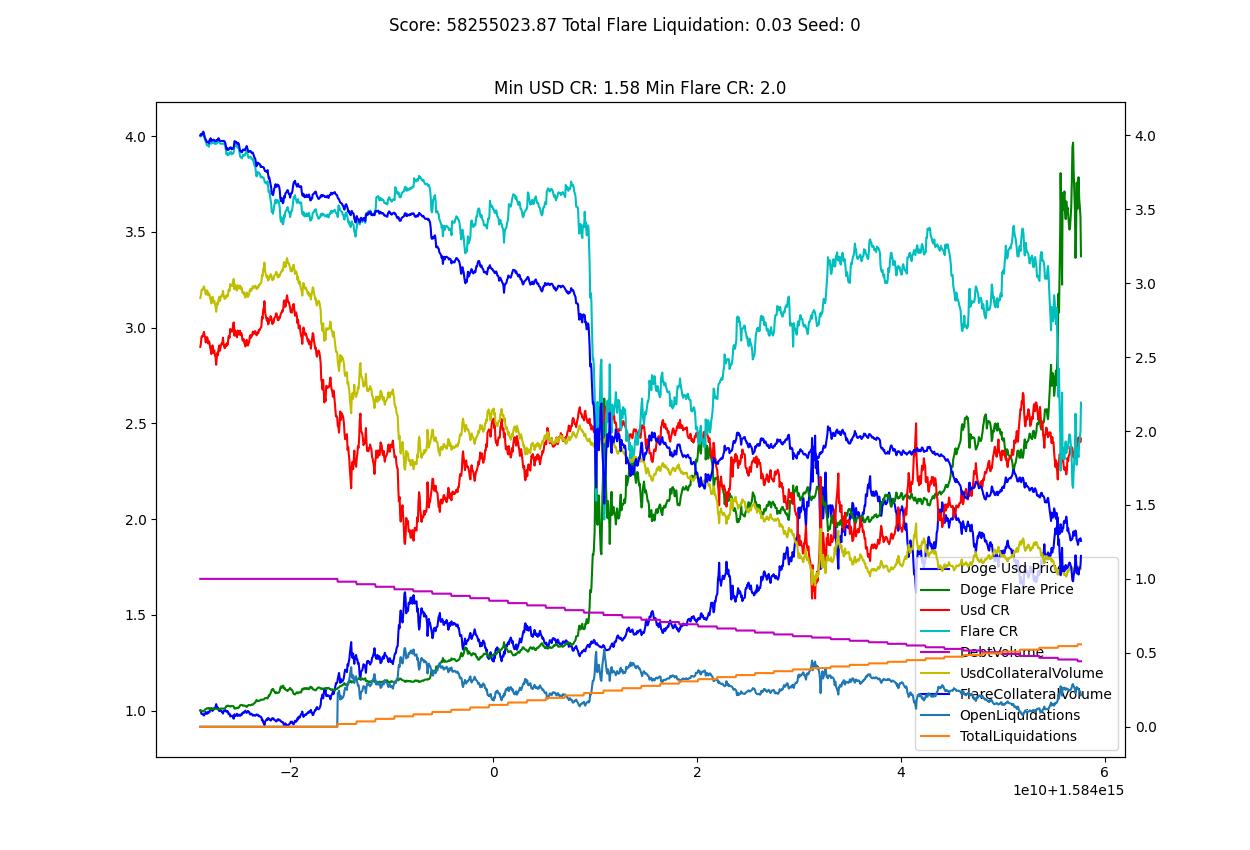 Score: 58255023.87 Total Flare Liquidation: 0.03 Seed: 0
Min USD CR: 1.58 Min Flare CR: 2.0
4.0
3.5
3.0
2.5
2.0
1.5
1.0
4.0
3.5
3.0
2.5
2.0
1.5
1.0
0.5
0.0
Doge Usd Price
Doge Flare Price
Usd CR
Flare CR
DebtVolume
UsdCollateralVolume
FlareCollateralVolume
OpenLiquidations
TotalLiquidations
−2
0
2
4
6
1e10+1.584e15